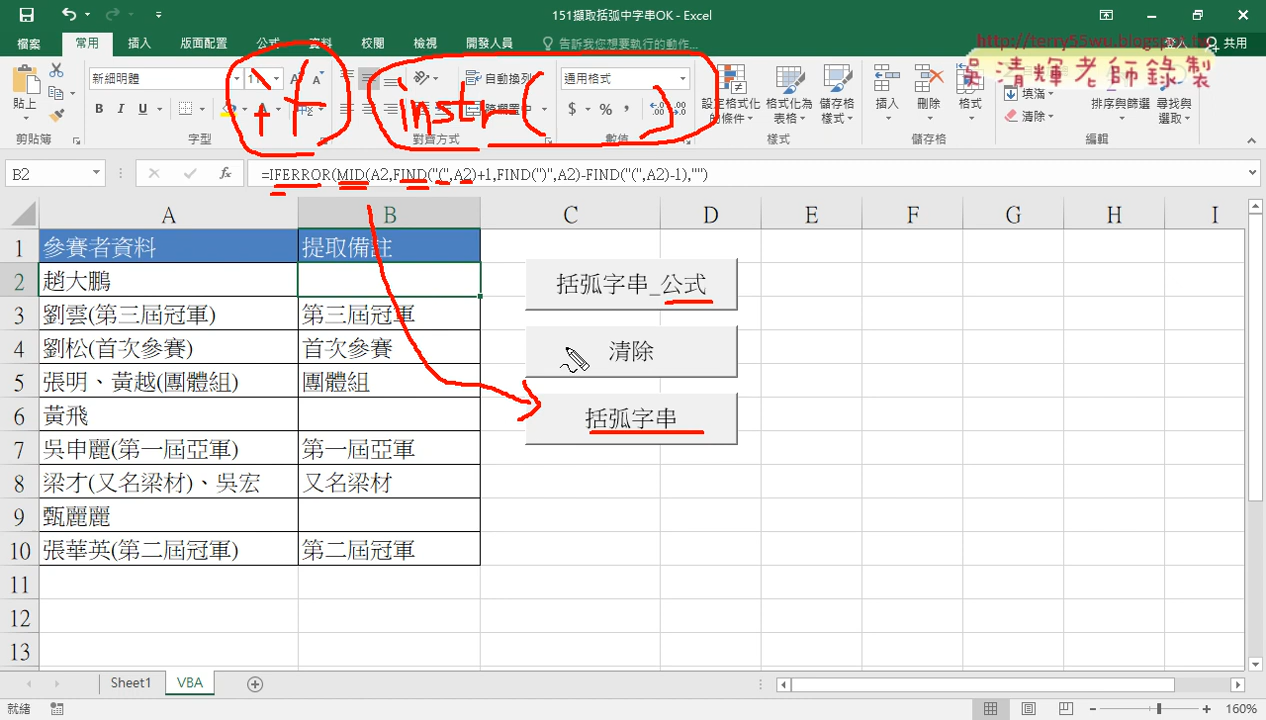 151擷取括弧中字串OK - Excel
檔案 常用 插入 版面配置 公式 資料 校閱 檢視 開發人員 告訴我您想要執行的動作... 登入 共用
http://terry55wu.blogspot.tw
吳清輝老師錄製
if instr( )
貼上 新細明體 B I U 自動換列 通用格式 $ % 設定格式化的條件 格式化為表格 儲存格樣式 插入 刪除 格式 填滿 清除 排序與篩選 尋找與選取
剪貼簿 字型 對齊方式 數值 樣式 儲存格 編輯
B2 fx =IFERROR(MID(A2,FIND("(",A2)+1,FIND(")",A2)-FIND("(",A2)-1),"")
A B C D E F G H I
1 參賽者資料 提取備註
2 趙大鵬
括弧字串_公式
3 劉雲(第三屆冠軍) 第三屆冠軍
4 劉松(首次參賽) 首次參賽
清除
5 張明、黃越(團體組) 團體組
6 黃飛
括弧字串
7 吳申麗(第一屆亞軍) 第一屆亞軍
8 梁才(又名梁材)、吳宏 又名梁材
9 甄麗麗
10 張華英(第二屆冠軍) 第二屆冠軍
11
12
13
Sheet1 VBA
就緒 160%